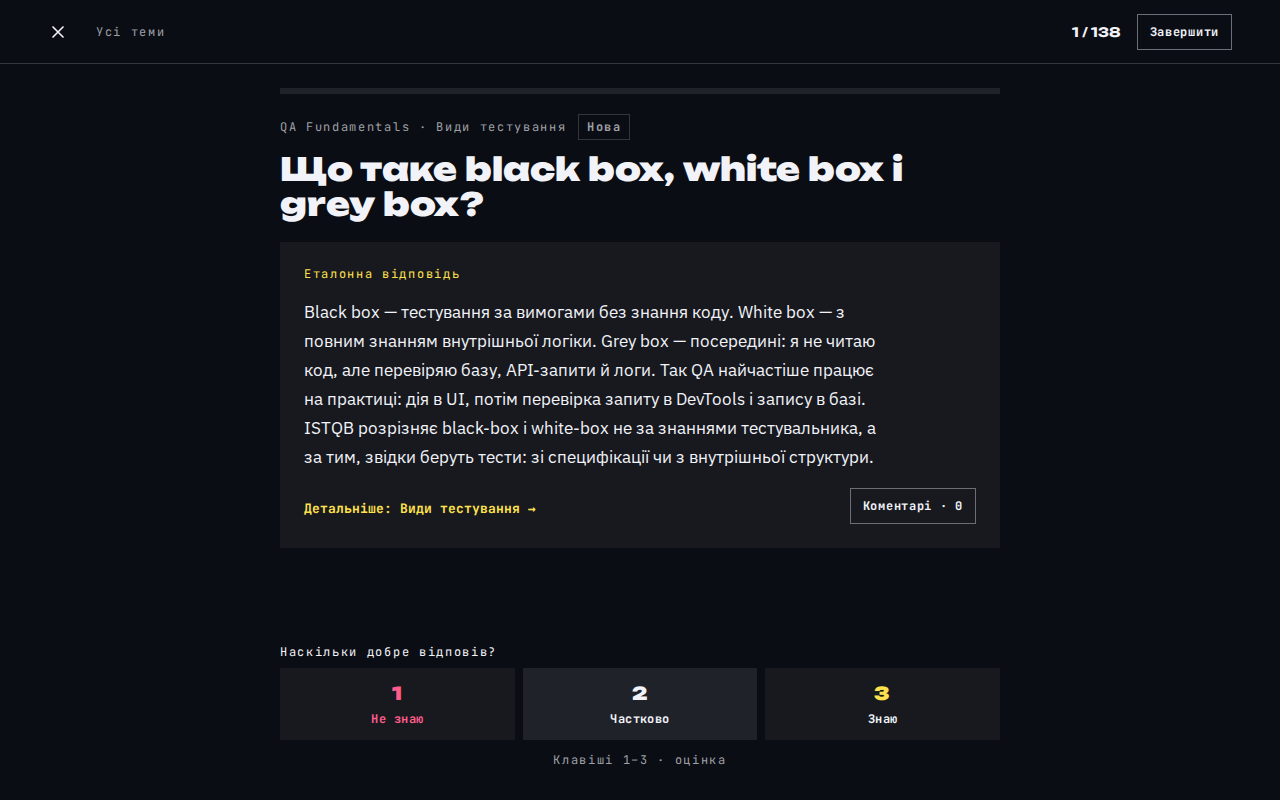 Усі теми
1/138
Завершити
QA Fundamentals · Види тестування
Нова
Що таке black box, white box і
grey box?
Еталонна відповідь
Black box — тестування за вимогами без знання коду. White box — з
повним знанням внутрішньої логіки. Grey box — посередині: я не читаю
код, але перевіряю базу, API-запити й логи. Так QA найчастіше працює
на практиці: дія в UI, потім перевірка запиту в DevTools і запису в базі.
ISTQB розрізняє black-box і white-box не за знаннями тестувальника, а
за тим, звідки беруть тести: зі специфікації чи з внутрішньої структури.
Детальніше: Види тестування →
Коментарі · 0
Наскільки добре відповів?
1
Не знаю
2
Частково
3
Знаю
Клавіші 1–3 · оцінка